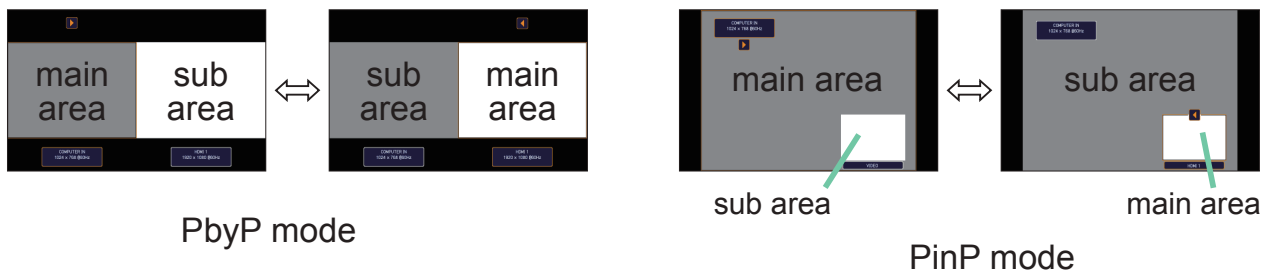 main
area
sub
area
COMPUTER IN
1024 x 768 @60Hz
HDMI 1
1920 x 1080 @60Hz
sub
area
main
area
COMPUTER IN
1024 x 768 @60Hz
HDMI 1
1920 x 1080 @60Hz
PbyP mode
COMPUTER IN
1024 x 768 @60Hz
main area
VIDEO
sub area
COMPUTER IN
1024 x 768 @60Hz
sub area
HDMI 1
main area
PinP mode